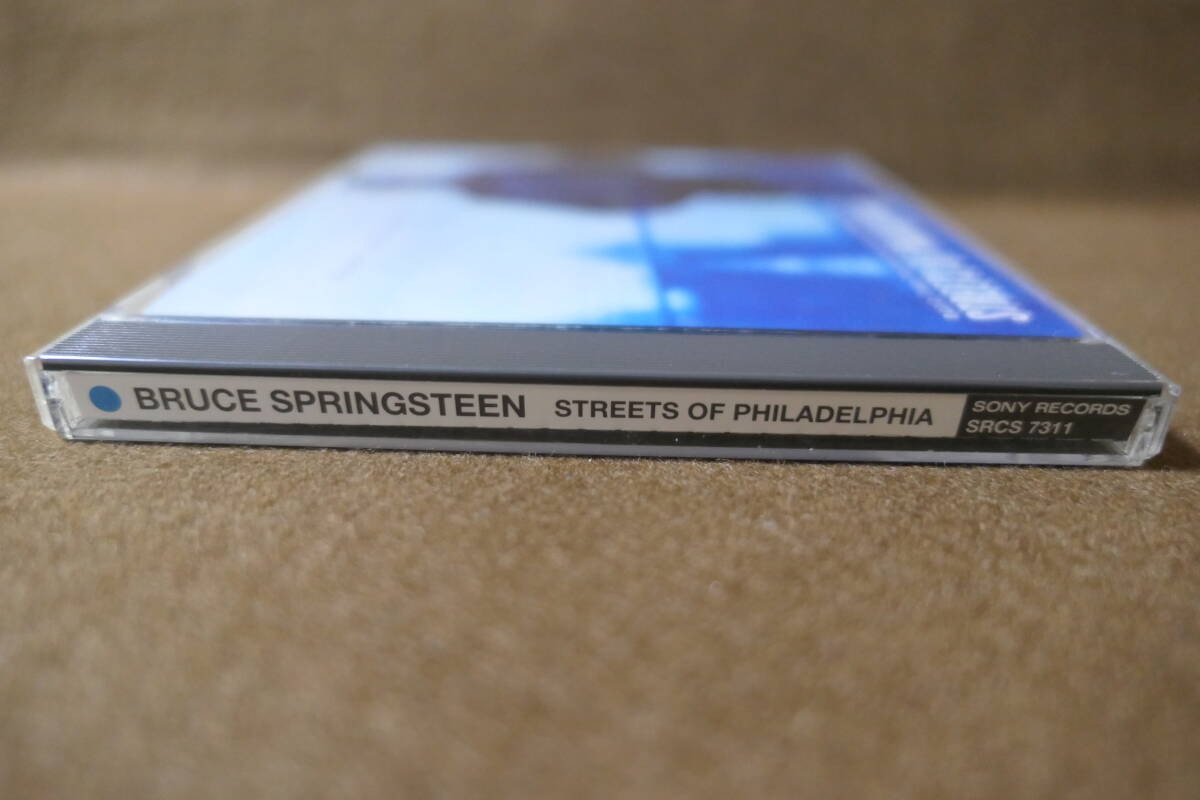 BRUCE SPRINGSTEEN STREETS OF PHILADELPHIA
SONY RECORDS
SRCS 7311